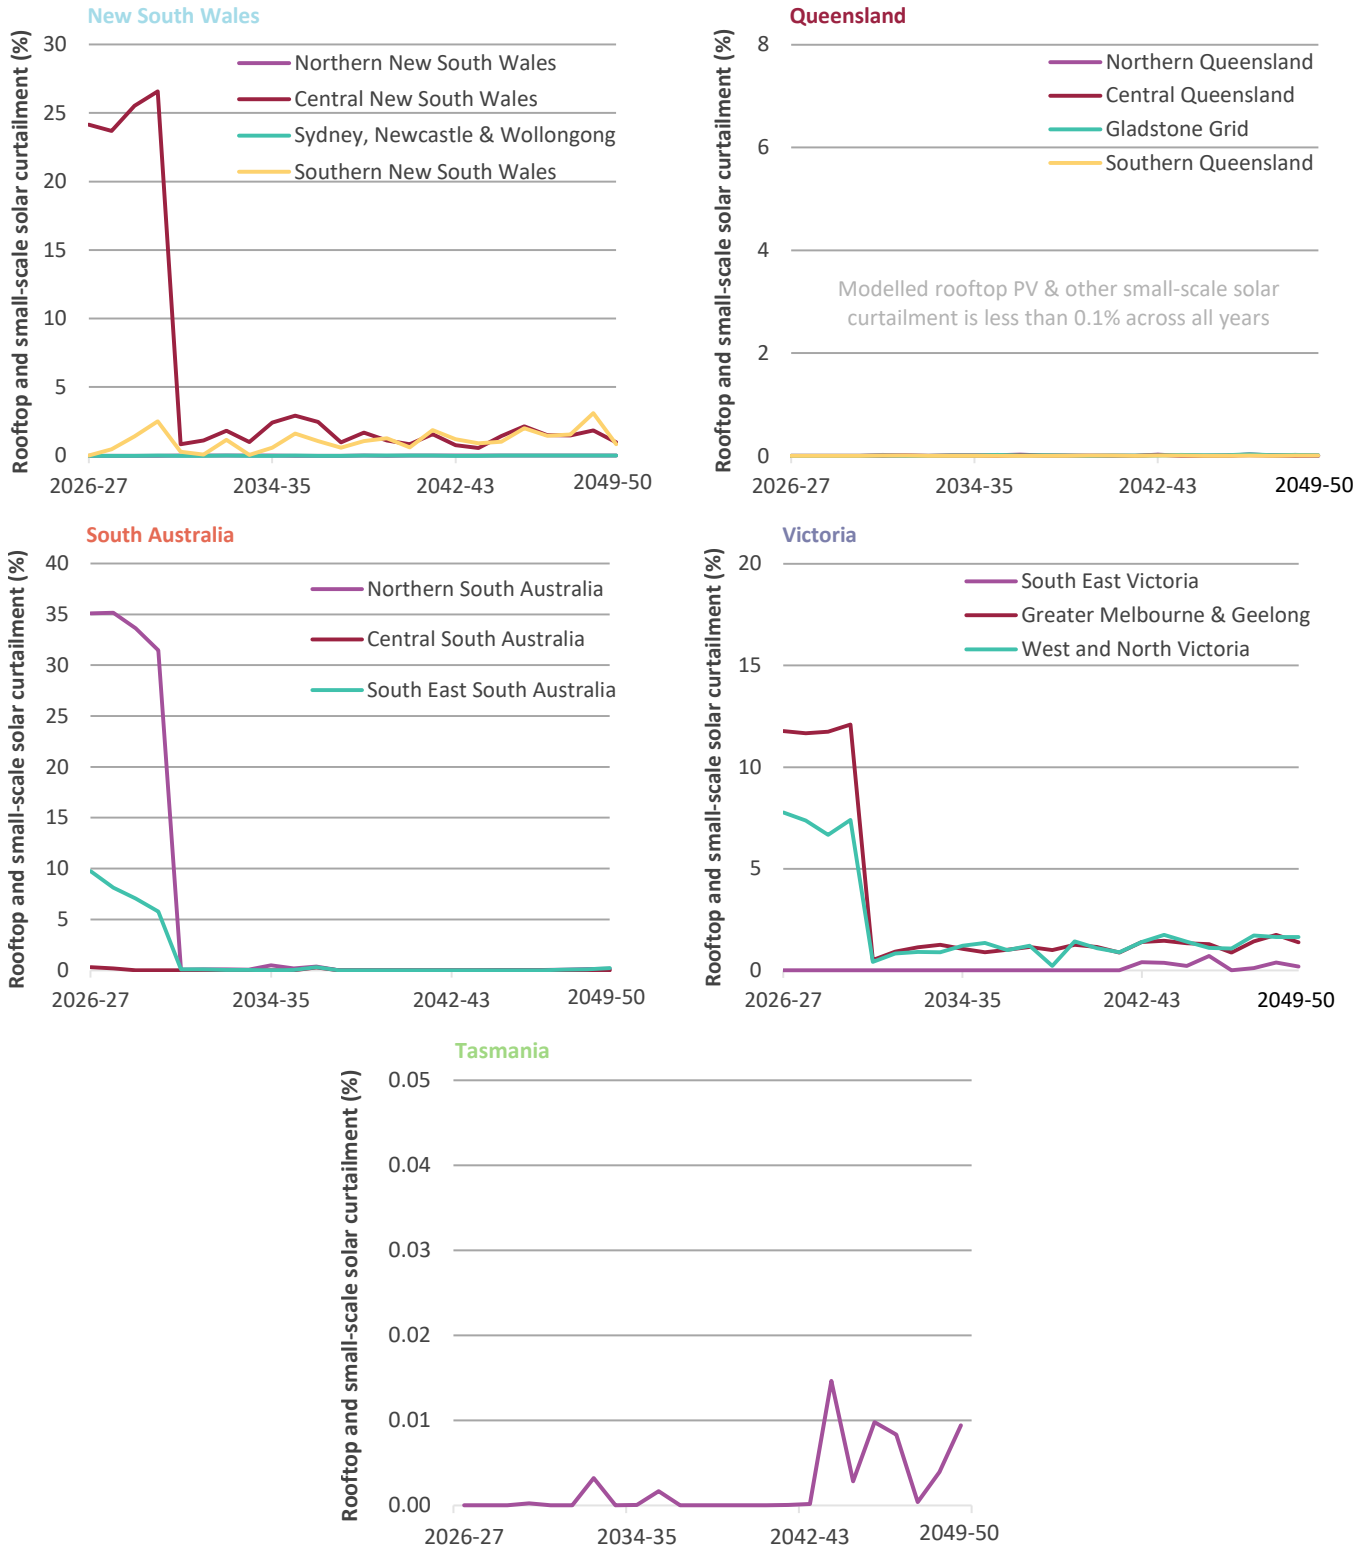 New South Wales
Rooftop and small-scale solar curtailment (%)
30
25
20
15
10
5
0
Northern New South Wales
Central New South Wales
Sydney, Newcastle & Wollongong
Southern New South Wales
2026-27
2034-35
2042-43
2049-50
Queensland
Rooftop and small-scale solar curtailment (%)
8
6
4
2
0
Northern Queensland
Central Queensland
Gladstone Grid
Southern Queensland
Modelled rooftop PV & other small-scale solar
curtailment is less than 0.1% across all years
2026-27
2034-35
2042-43
2049-50
South Australia
Rooftop and small-scale solar curtailment (%)
40
35
30
25
20
15
10
5
0
Northern South Australia
Central South Australia
South East South Australia
2026-27
2034-35
2042-43
2049-50
Victoria
Rooftop and small-scale solar curtailment (%)
20
15
10
5
0
South East Victoria
Greater Melbourne & Geelong
West and North Victoria
2026-27
2034-35
2042-43
2049-50
Tasmania
Rooftop and small-scale solar curtailment (%)
0.05
0.04
0.03
0.02
0.01
0.00
2026-27
2034-35
2042-43
2049-50